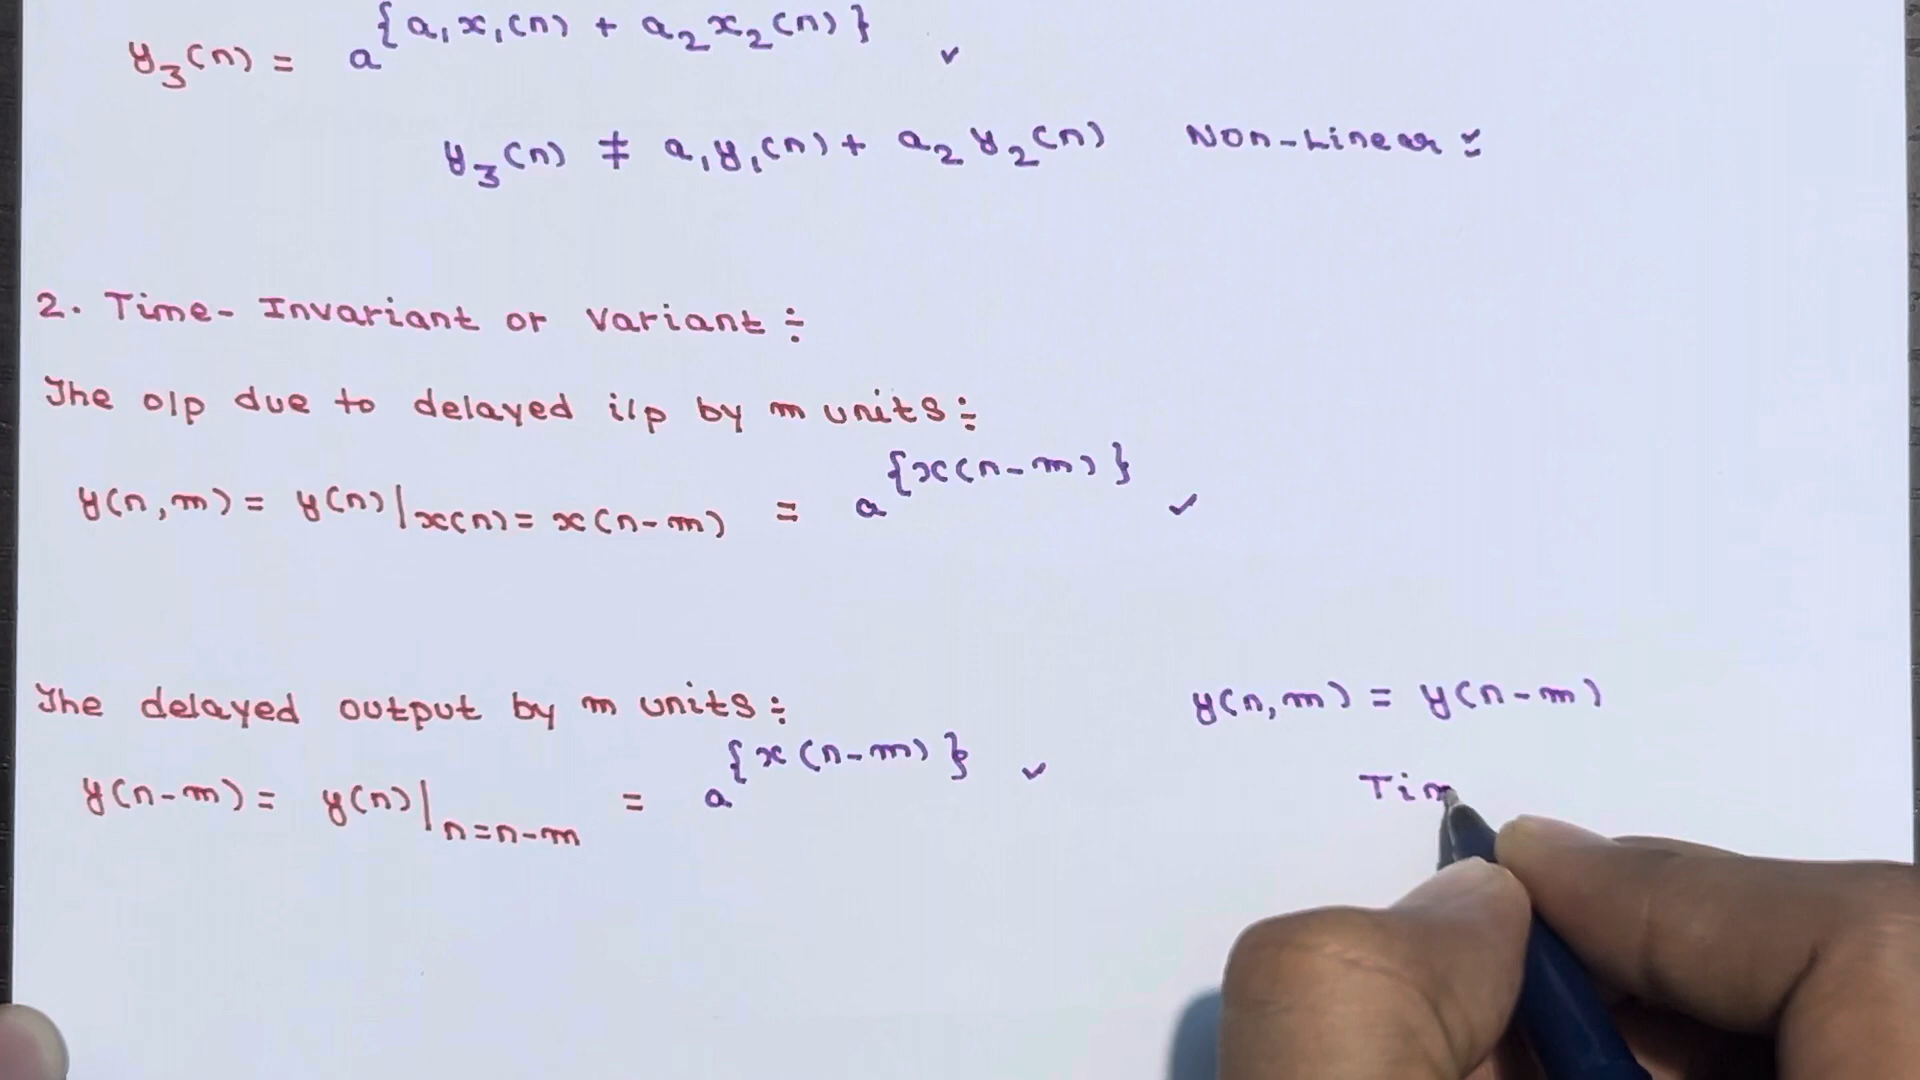 y₃(n) = a^{a₁x₁(n) + a₂x₂(n)} ✓
y₃(n) ≠ a₁y₁(n) + a₂y₂(n) Non-Linear
2. Time-Invariant or Variant÷
The o/p due to delayed i/p by m units÷
y(n,m) = y(n)|x(n)=x(n-m) = a^{x(n-m)} ✓
The delayed output by m units÷
y(n-m) = y(n)|n=n-m = a^{x(n-m)} ✓
y(n,m) = y(n-m)
Tim